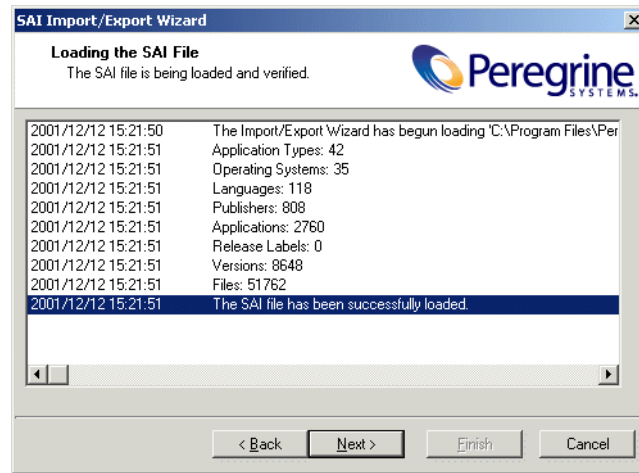 SAI Import/Export Wizard
Loading the SAI File
The SAI file is being loaded and verified.
Peregrine
SYSTEMS
2001/12/12 15:21:50 The Import/Export Wizard has begun loading 'C:\Program Files\Per
2001/12/12 15:21:51 Application Types: 42
2001/12/12 15:21:51 Operating Systems: 35
2001/12/12 15:21:51 Languages: 118
2001/12/12 15:21:51 Publishers: 808
2001/12/12 15:21:51 Applications: 2760
2001/12/12 15:21:51 Release Labels: 0
2001/12/12 15:21:51 Versions: 8648
2001/12/12 15:21:51 Files: 51762
2001/12/12 15:21:51 The SAI file has been successfully loaded.
< Back Next > Finish Cancel